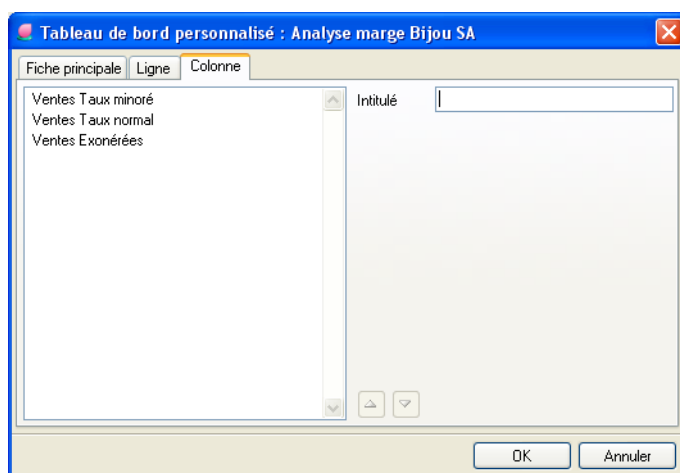 Tableau de bord personnalisé : Analyse marge Bijou SA
Fiche principale Ligne Colonne
Ventes Taux minoré
Ventes Taux normal
Ventes Exonérées
Intitulé
OK Annuler